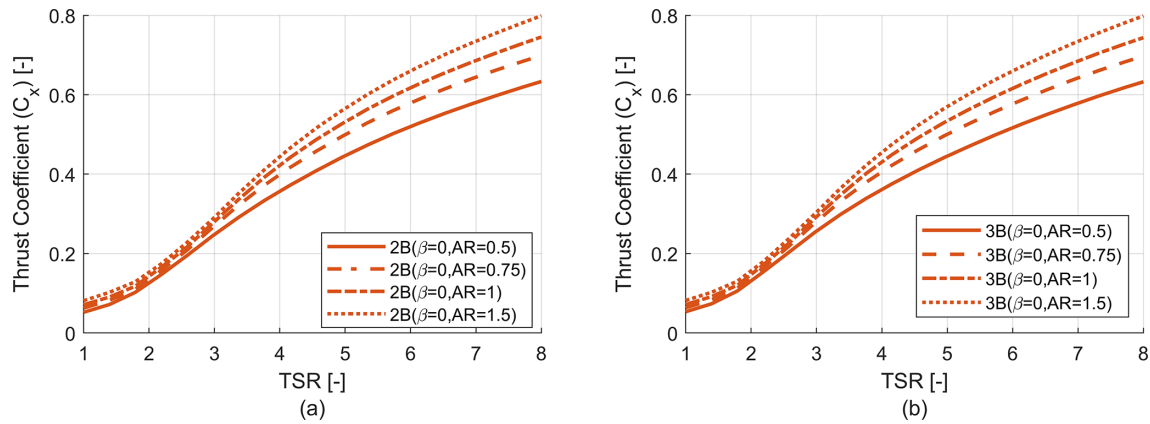 Thrust Coefficient (Cₓ) [-]
0.8
0.6
0.4
0.2
0
2B(β=0,AR=0.5)
2B(β=0,AR=0.75)
2B(β=0,AR=1)
2B(β=0,AR=1.5)
1 2 3 4 5 6 7 8
TSR [-]
(a)
Thrust Coefficient (Cₓ) [-]
0.8
0.6
0.4
0.2
0
3B(β=0,AR=0.5)
3B(β=0,AR=0.75)
3B(β=0,AR=1)
3B(β=0,AR=1.5)
1 2 3 4 5 6 7 8
TSR [-]
(b)